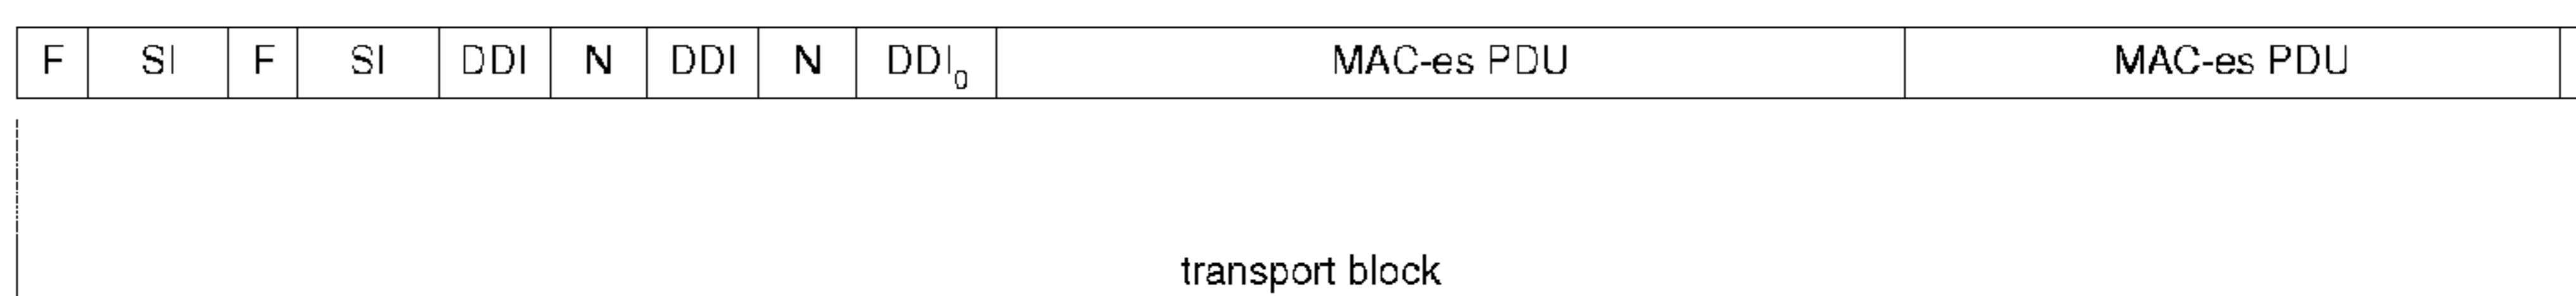 F SI F SI DDI N DDI N DDI₀ MAC-es PDU MAC-es PDU
transport block